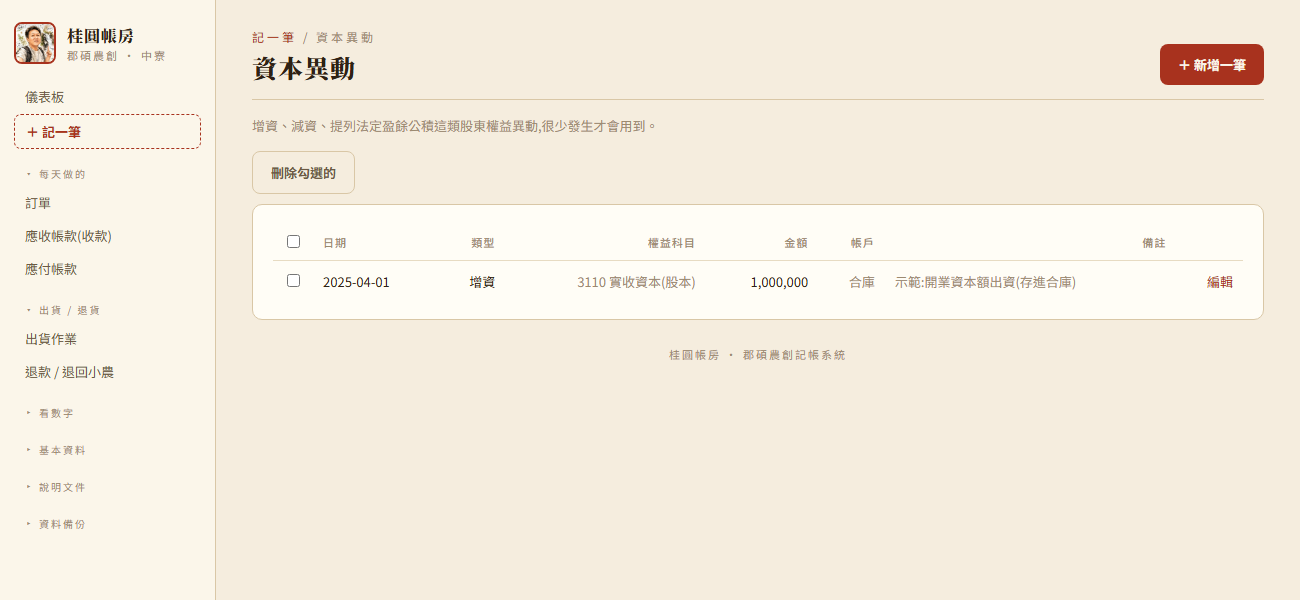 桂圓帳房
郡碩農創 ・ 中寮
儀表板
＋ 記一筆
每天做的
訂單
應收帳款(收款)
應付帳款
出貨 / 退貨
出貨作業
退款 / 退回小農
看數字
基本資料
說明文件
資料備份
記一筆 / 資本異動
資本異動
＋ 新增一筆
增資、減資、提列法定盈餘公積這類股東權益異動,很少發生才會用到。
刪除勾選的
日期 類型 權益科目 金額 帳戶 備註
2025-04-01 增資 3110 實收資本(股本) 1,000,000 合庫 示範:開業資本額出資(存進合庫) 編輯
桂圓帳房 ・ 郡碩農創記帳系統